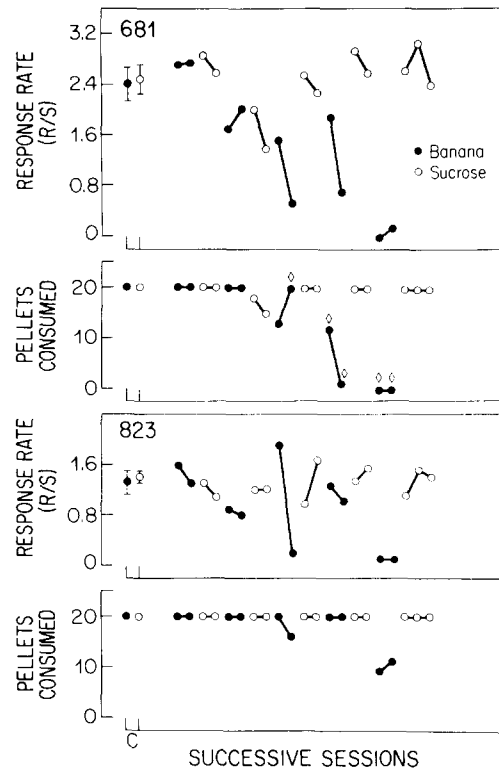 681
RESPONSE RATE
(R/S)
3.2
2.4
1.6
0.8
0
Banana
Sucrose
PELLETS
CONSUMED
20
10
0
823
RESPONSE RATE
(R/S)
1.6
0.8
0
PELLETS
CONSUMED
20
10
0
C
SUCCESSIVE SESSIONS